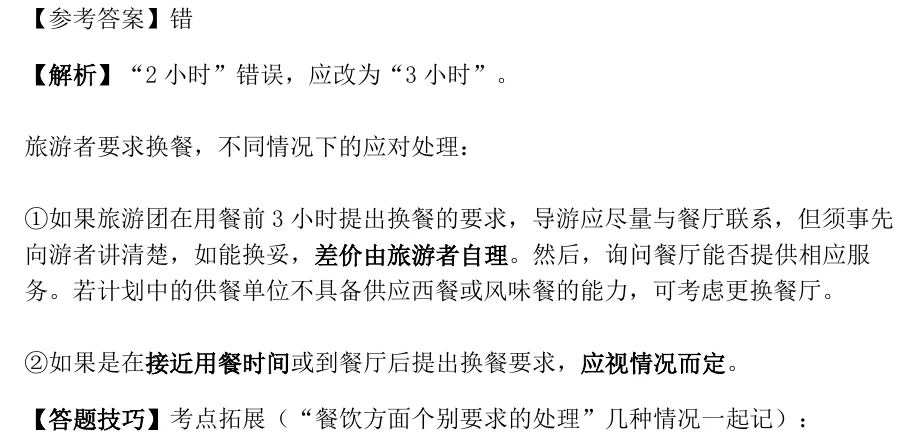 【参考答案】错
【解析】“2 小时”错误，应改为“3 小时”。
旅游者要求换餐，不同情况下的应对处理：
①如果旅游团在用餐前 3 小时提出换餐的要求，导游应尽量与餐厅联系，但须事先
向游者讲清楚，如能换妥，差价由旅游者自理。然后，询问餐厅能否提供相应服
务。若计划中的供餐单位不具备供应西餐或风味餐的能力，可考虑更换餐厅。
②如果是在接近用餐时间或到餐厅后提出换餐要求，应视情况而定。
【答题技巧】考点拓展（“餐饮方面个别要求的处理”几种情况一起记）：